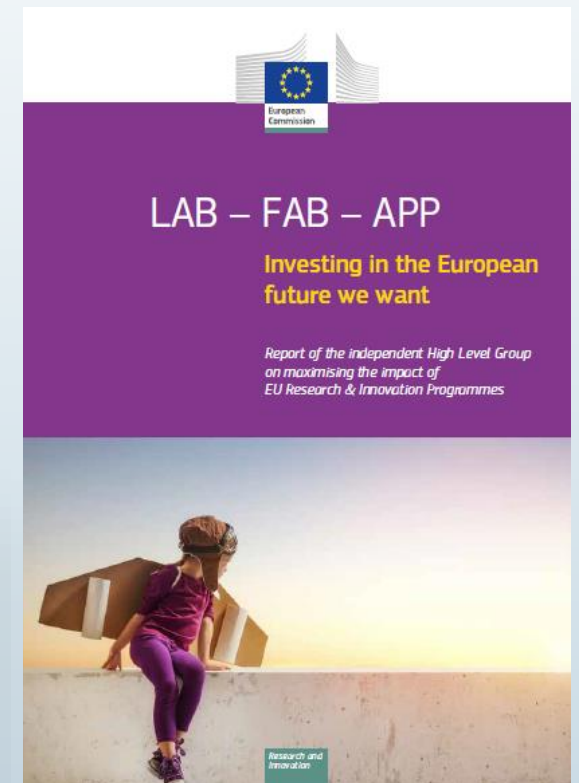 European
Commission
LAB – FAB – APP
Investing in the European
future we want
Report of the independent High Level Group
on maximising the impact of
EU Research & Innovation Programmes
Research and
Innovation